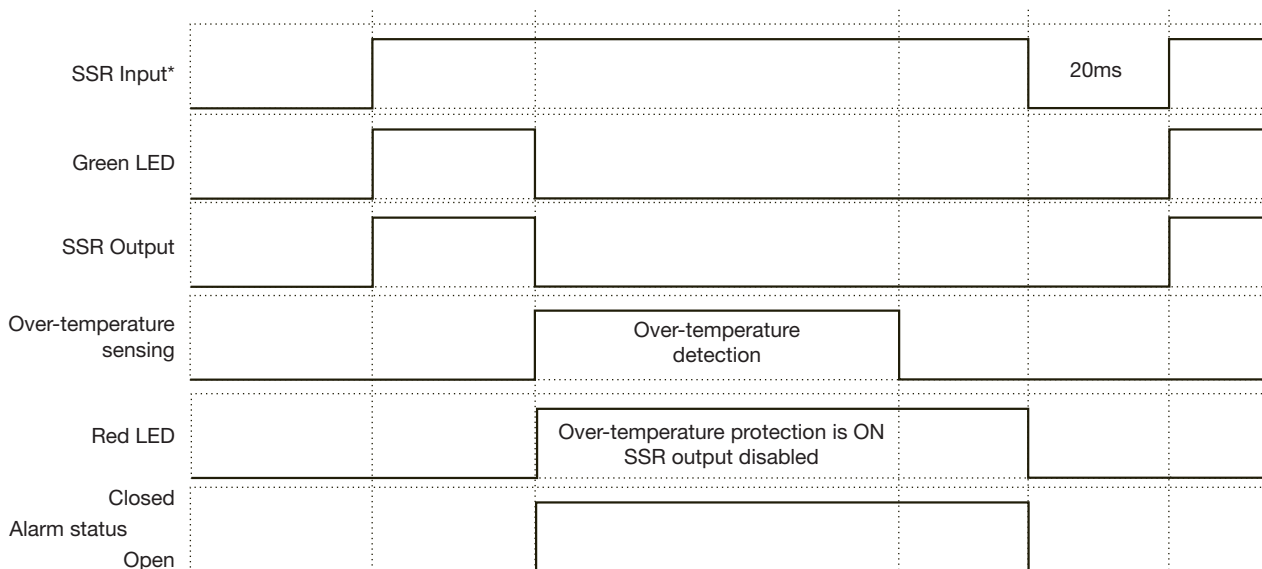 SSR Input*
20ms
Green LED
SSR Output
Over-temperature
sensing
Over-temperature
detection
Red LED
Over-temperature protection is ON
SSR output disabled
Closed
Alarm status
Open